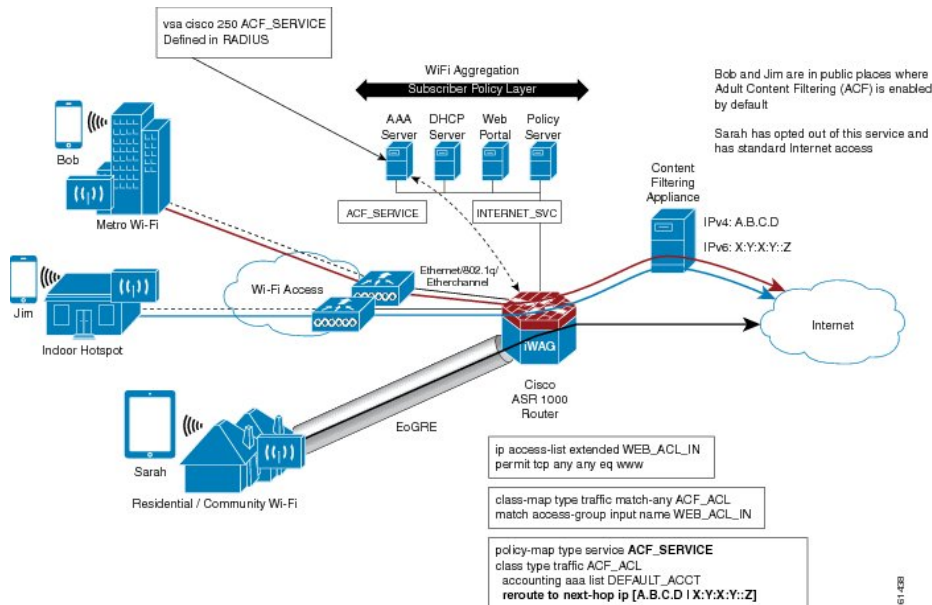 vsa cisco 250 ACF_SERVICE
Defined in RADIUS
WiFi Aggregation
Subscriber Policy Layer
AAA
Server
DHCP
Server
Web
Portal
Policy
Server
Bob and Jim are in public places where
Adult Content Filtering (ACF) is enabled
by default
Sarah has opted out of this service and
has standard Internet access
Bob
Metro Wi-Fi
ACF_SERVICE
INTERNET_SVC
Content
Filtering
Appliance
IPv4: A.B.C.D
IPv6: X:Y:X:Y::Z
Ethernet/802.1q/
Etherchannel
Wi-Fi Access
Jim
Indoor Hotspot
iWAG
Internet
Cisco
ASR 1000
Router
EoGRE
Sarah
Residential / Community Wi-Fi
ip access-list extended WEB_ACL_IN
permit tcp any any eq www
class-map type traffic match-any ACF_ACL
match access-group input name WEB_ACL_IN
policy-map type service ACF_SERVICE
class type traffic ACF_ACL
accounting aaa list DEFAULT_ACCT
reroute to next-hop ip [A.B.C.D | X:Y:X:Y::Z]